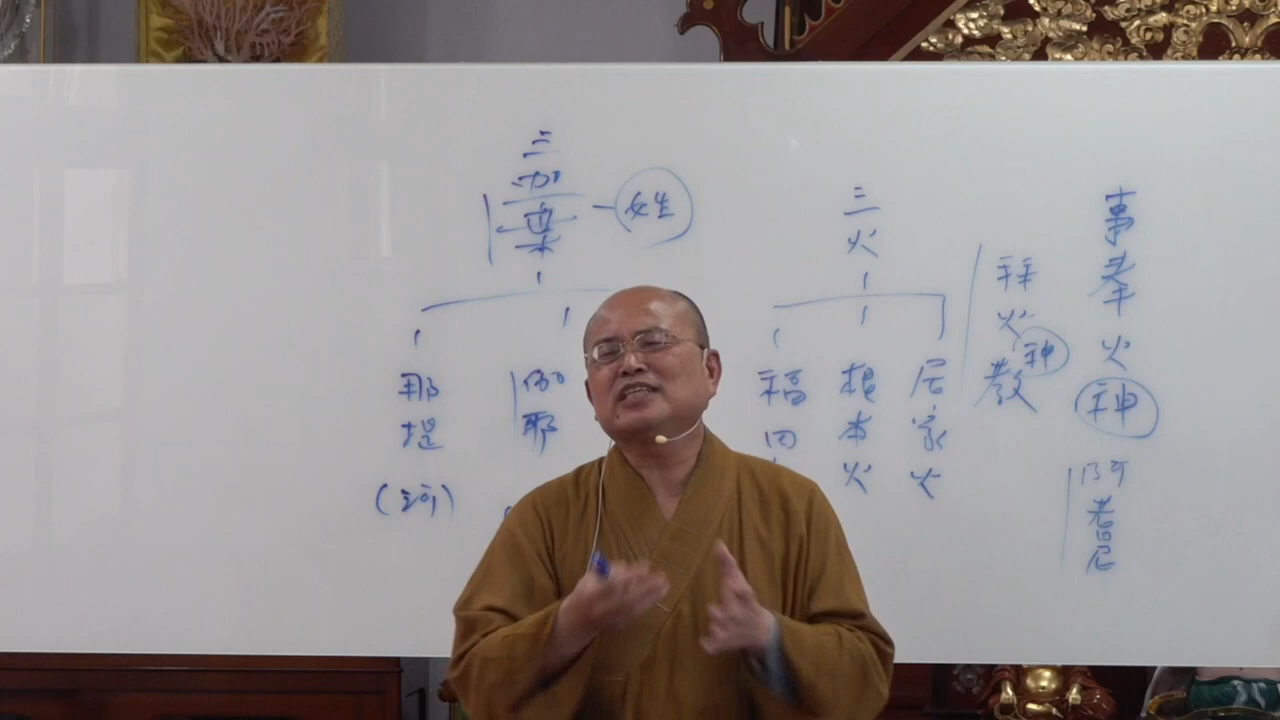 事奉火神
阿耆尼
拜火神教
三火
居家火
根本火
福田
三迦葉－姓
伽耶
那提
(河)